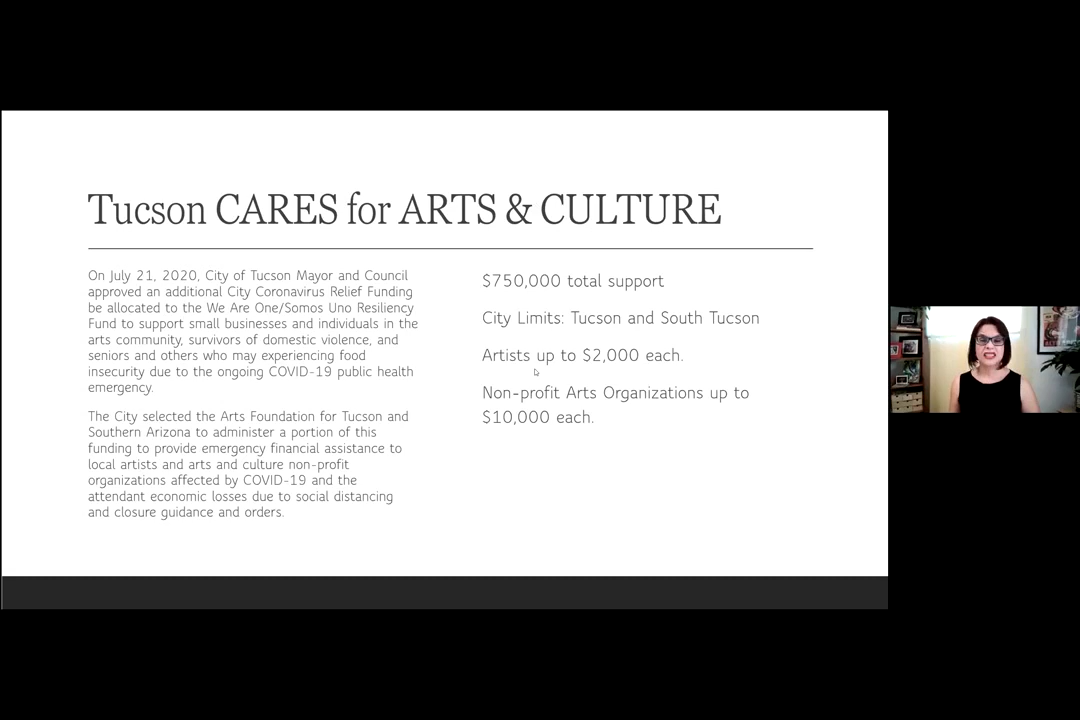 Tucson CARES for ARTS & CULTURE
On July 21, 2020, City of Tucson Mayor and Council
approved an additional City Coronavirus Relief Funding
be allocated to the We Are One/Somos Uno Resiliency
Fund to support small businesses and individuals in the
arts community, survivors of domestic violence, and
seniors and others who may experiencing food
insecurity due to the ongoing COVID-19 public health
emergency.
The City selected the Arts Foundation for Tucson and
Southern Arizona to administer a portion of this
funding to provide emergency financial assistance to
local artists and arts and culture non-profit
organizations affected by COVID-19 and the
attendant economic losses due to social distancing
and closure guidance and orders.
$750,000 total support
City Limits: Tucson and South Tucson
Artists up to $2,000 each.
Non-profit Arts Organizations up to
$10,000 each.